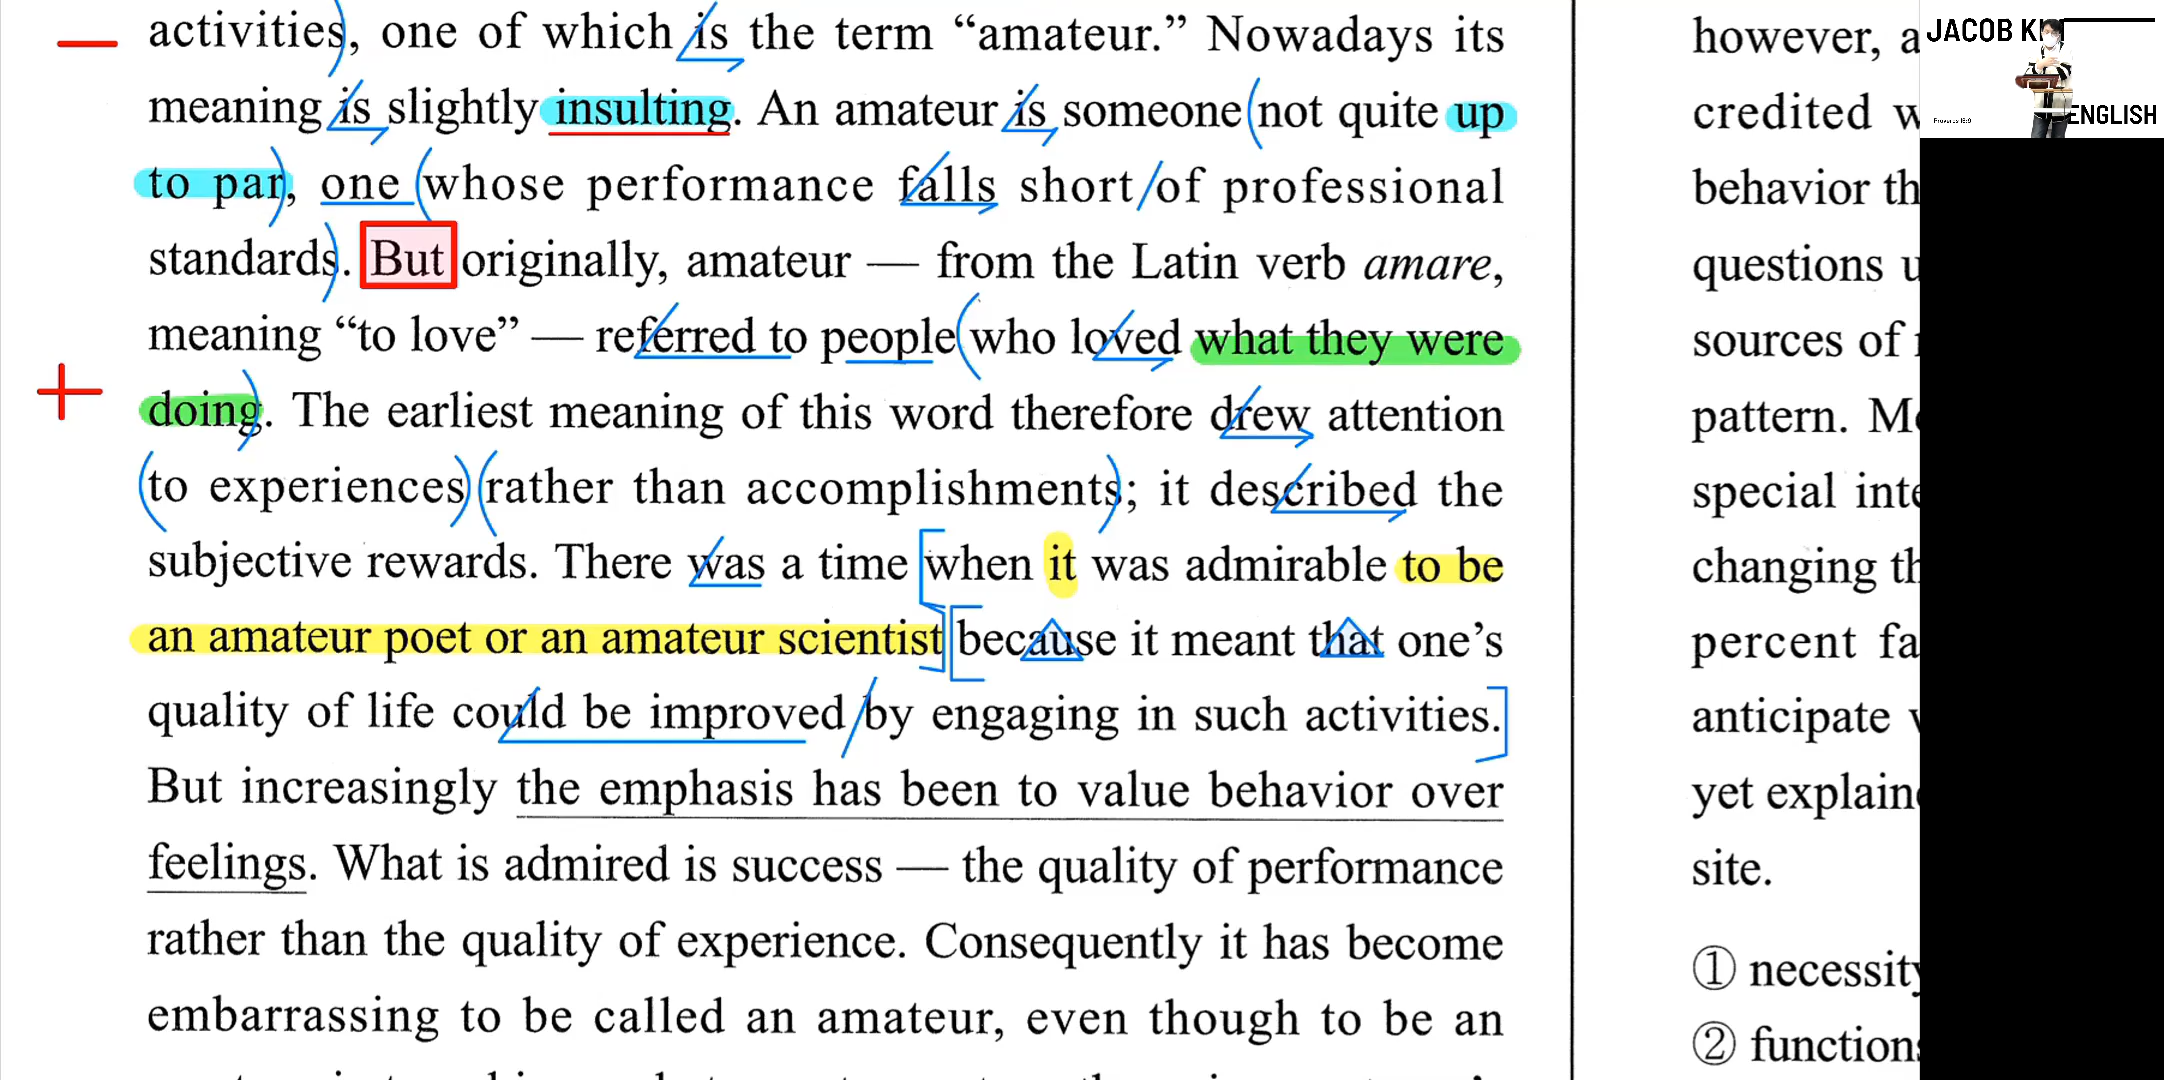 activities), one of which is the term “amateur.” Nowadays its
meaning is slightly insulting. An amateur is someone (not quite up
to par), one (whose performance falls short/of professional
standards). But originally, amateur — from the Latin verb amare,
meaning “to love” — referred to people (who loved what they were
doing). The earliest meaning of this word therefore drew attention
(to experiences) (rather than accomplishments); it described the
subjective rewards. There was a time [when it was admirable to be
an amateur poet or an amateur scientist] [because it meant that one’s
quality of life could be improved/by engaging in such activities.]
But increasingly the emphasis has been to value behavior over
feelings. What is admired is success — the quality of performance
rather than the quality of experience. Consequently it has become
embarrassing to be called an amateur, even though to be an
however, a
credited w
behavior th
questions u
sources of
pattern. M
special inte
changing th
percent fa
anticipate
yet explain
site.
① necessity
② function
JACOB KIM
ENGLISH
Proverbs 16:9